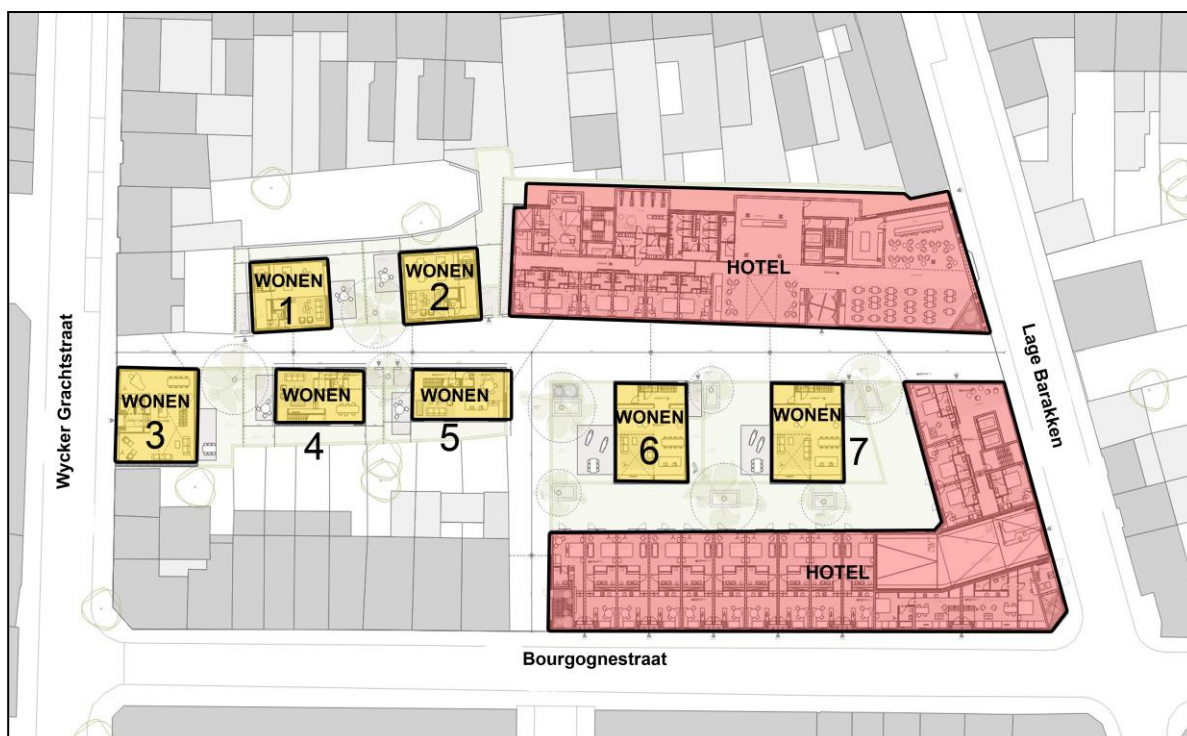 HOTEL
WONEN
1
WONEN
2
WONEN
3
WONEN
4
WONEN
5
WONEN
6
WONEN
7
HOTEL
Wycker Grachtstraat
Lage Barakken
Bourgognestraat